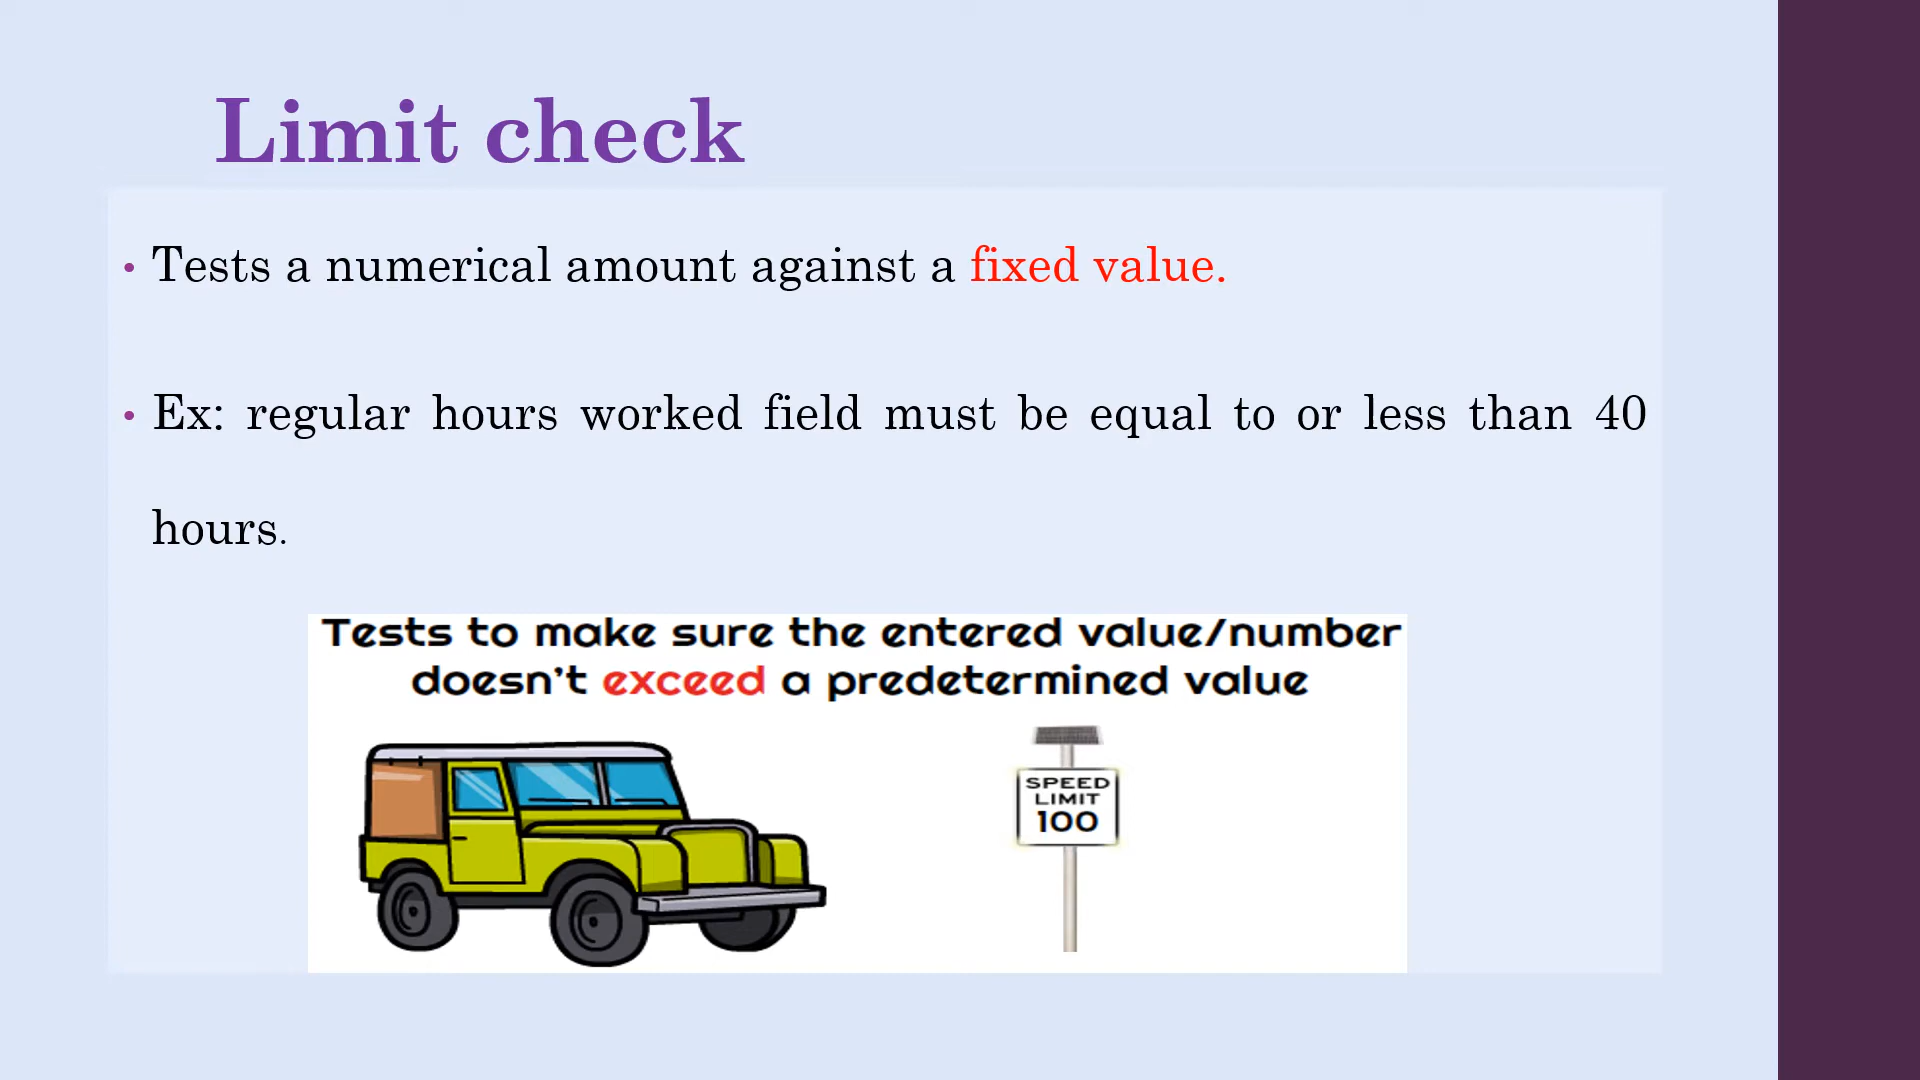 Limit check
• Tests a numerical amount against a fixed value.
• Ex: regular hours worked field must be equal to or less than 40
hours.
Tests to make sure the entered value/number
doesn't exceed a predetermined value
SPEED
LIMIT
100